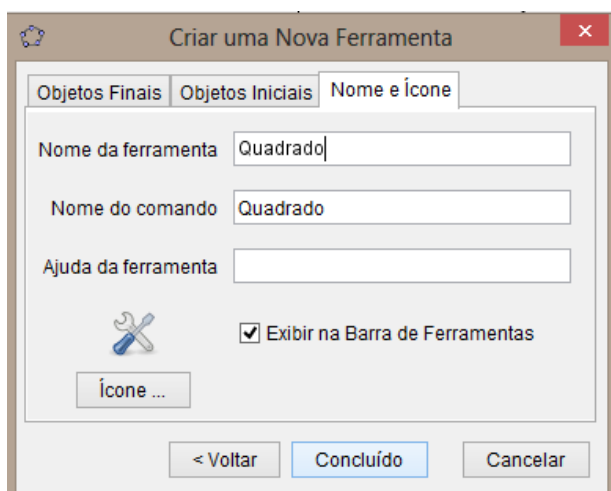 Criar uma Nova Ferramenta
Objetos Finais Objetos Iniciais Nome e Ícone
Nome da ferramenta Quadrado
Nome do comando Quadrado
Ajuda da ferramenta
Exibir na Barra de Ferramentas
Ícone ...
< Voltar Concluído Cancelar